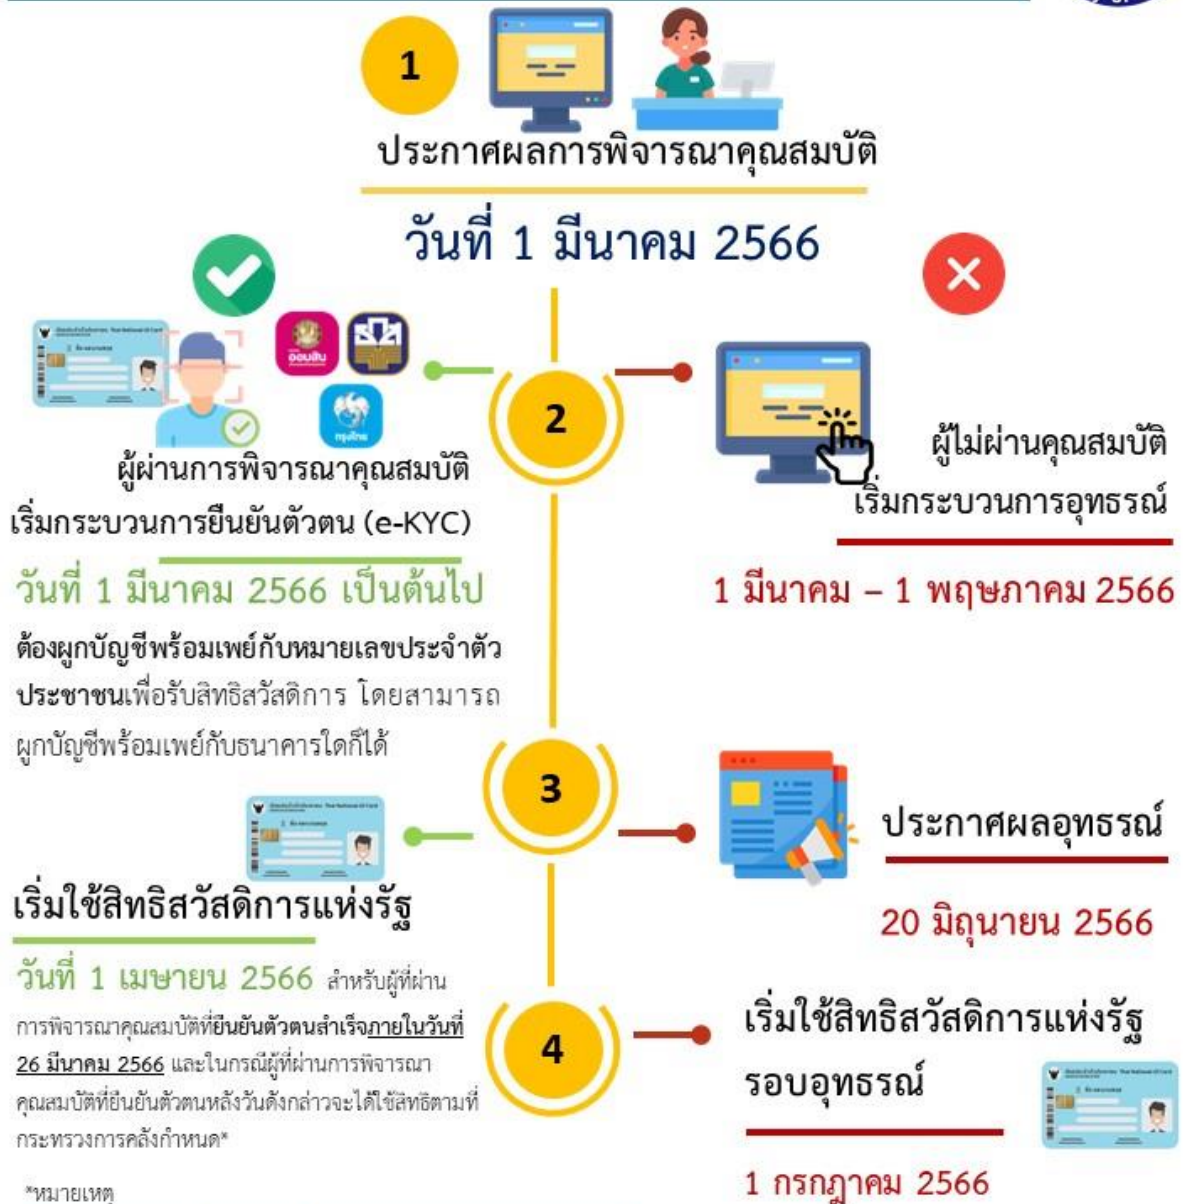 1
ประกาศผลการพิจารณาคุณสมบัติ
วันที่ 1 มีนาคม 2566
2
ออมสิน
ธกส
กรุงไทย
ผู้ผ่านการพิจารณาคุณสมบัติ
เริ่มกระบวนการยืนยันตัวตน (e-KYC)
วันที่ 1 มีนาคม 2566 เป็นต้นไป
ต้องผูกบัญชีพร้อมเพย์กับหมายเลขประจำตัว
ประชาชนเพื่อรับสิทธิสวัสดิการ โดยสามารถ
ผูกบัญชีพร้อมเพย์กับธนาคารใดก็ได้
ผู้ไม่ผ่านคุณสมบัติ
เริ่มกระบวนการอุทธรณ์
1 มีนาคม – 1 พฤษภาคม 2566
3
เริ่มใช้สิทธิสวัสดิการแห่งรัฐ
วันที่ 1 เมษายน 2566 สำหรับผู้ที่ผ่าน
การพิจารณาคุณสมบัติที่ยืนยันตัวตนสำเร็จภายในวันที่
26 มีนาคม 2566 และในกรณีผู้ที่ผ่านการพิจารณา
คุณสมบัติที่ยืนยันตัวตนหลังวันดังกล่าวจะได้ใช้สิทธิตามที่
กระทรวงการคลังกำหนด*
*หมายเหตุ
ประกาศผลอุทธรณ์
20 มิถุนายน 2566
4
เริ่มใช้สิทธิสวัสดิการแห่งรัฐ
รอบอุทธรณ์
1 กรกฎาคม 2566